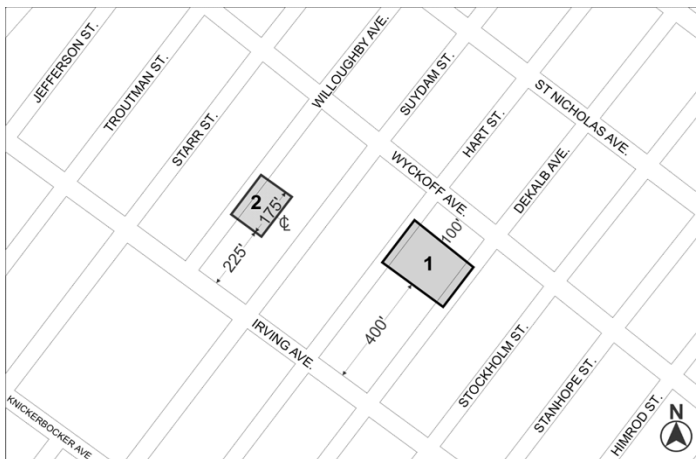 JEFFERSON ST.
TROUTMAN ST.
STARR ST.
WILLOUGHBY AVE.
SUYDAM ST.
HART ST.
ST NICHOLAS AVE.
WYCKOFF AVE.
DEKALB AVE.
2
175'
℄
225'
100'
1
400'
IRVING AVE.
KNICKERBOCKER AVE
STOCKHOLM ST.
STANHOPE ST.
HIMROD ST.
N